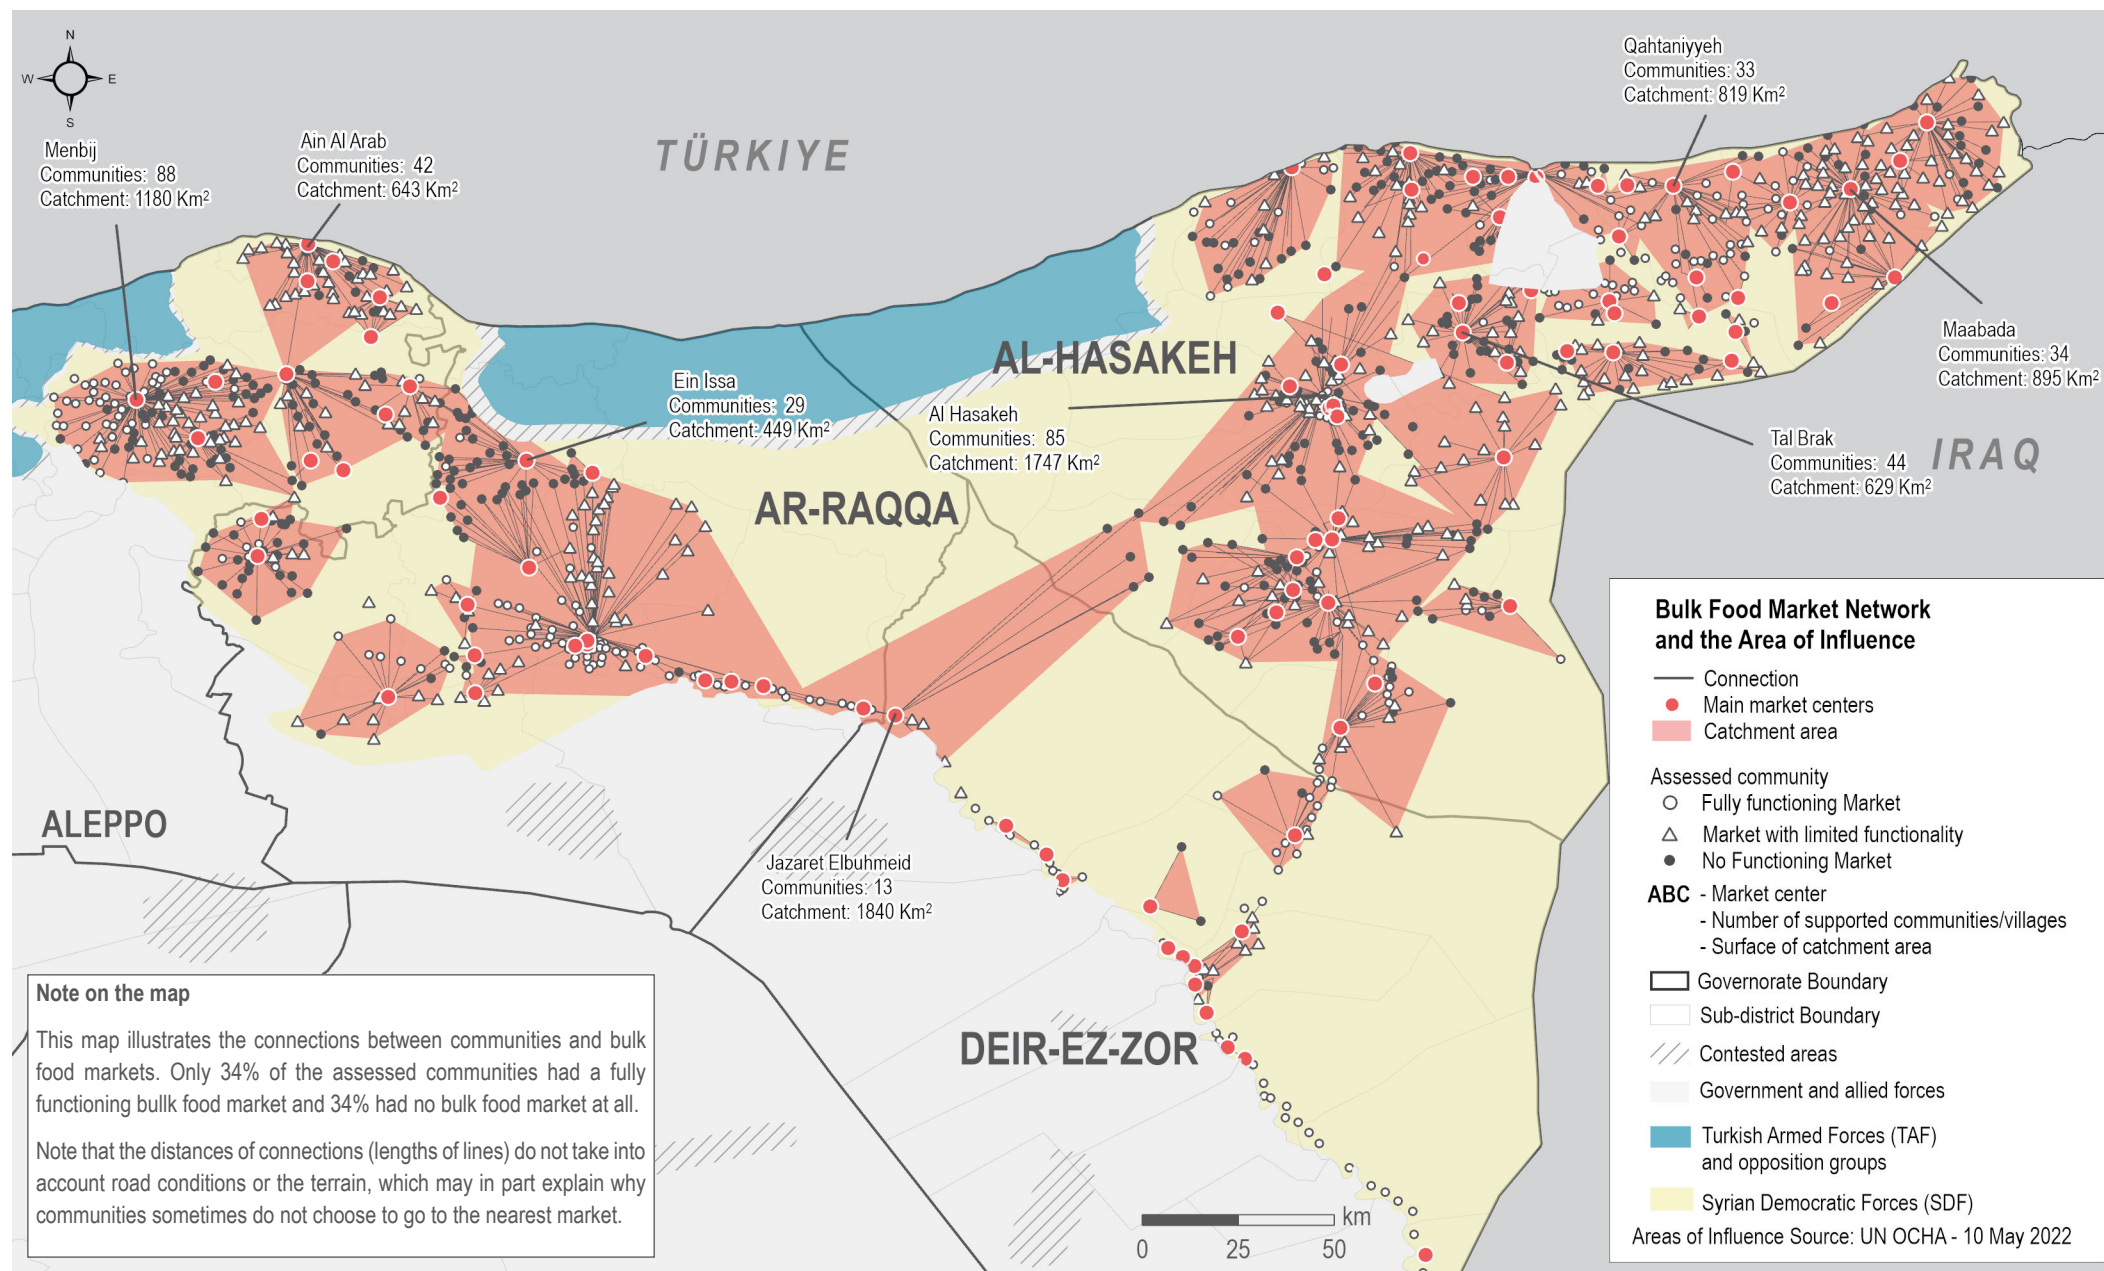 N
W
E
S
Menbij
Communities: 88
Catchment: 1180 Km²
Ain Al Arab
Communities: 42
Catchment: 643 Km²
TÜRKIYE
Qahtaniyyeh
Communities: 33
Catchment: 819 Km²
AL-HASAKEH
Ein Issa
Communities: 29
Catchment: 449 Km²
Al Hasakeh
Communities: 85
Catchment: 1747 Km²
Maabada
Communities: 34
Catchment: 895 Km²
Tal Brak
Communities: 44
Catchment: 629 Km²
IRAQ
AR-RAQQA
ALEPPO
Jazaret Elbuhmeid
Communities: 13
Catchment: 1840 Km²
DEIR-EZ-ZOR
Bulk Food Market Network
and the Area of Influence
Connection
Main market centers
Catchment area
Assessed community
Fully functioning Market
Market with limited functionality
No Functioning Market
ABC - Market center
- Number of supported communities/villages
- Surface of catchment area
Governorate Boundary
Sub-district Boundary
Contested areas
Government and allied forces
Turkish Armed Forces (TAF)
and opposition groups
Syrian Democratic Forces (SDF)
Areas of Influence Source: UN OCHA - 10 May 2022
Note on the map
This map illustrates the connections between communities and bulk
food markets. Only 34% of the assessed communities had a fully
functioning bullk food market and 34% had no bulk food market at all.
Note that the distances of connections (lengths of lines) do not take into
account road conditions or the terrain, which may in part explain why
communities sometimes do not choose to go to the nearest market.
km
0 25 50